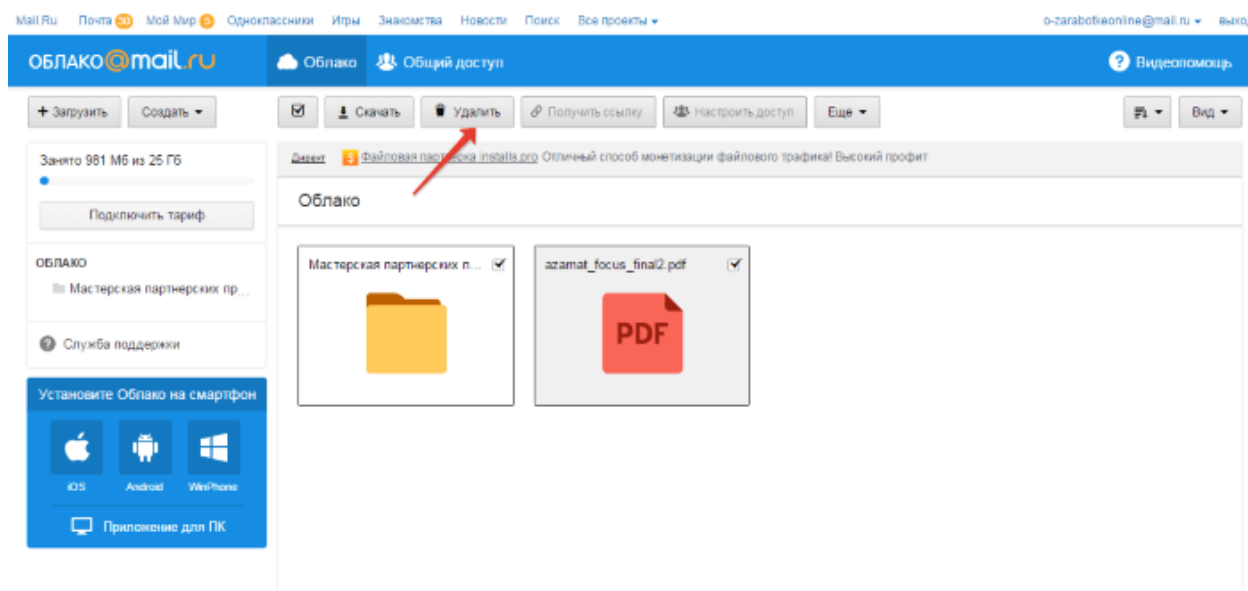 Mail.Ru Почта 30 Мой Мир 5 Одноклассники Игры Знакомства Новости Поиск Все проекты o-zarabotkeonline@mail.ru выход
ОБЛАКО@mail.ru Облако Общий доступ ? Видеопомощь
+ Загрузить Создать Скачать Удалить Получить ссылку Настроить доступ Еще Вид
Занято 981 Мб из 25 Гб
Подключить тариф
ОБЛАКО
Мастерская партнерских пр...
? Служба поддержки
Установите Облако на смартфон
iOS Android WinPhone
Приложение для ПК
Директ Файловая партнерка installs.pro Отличный способ монетизации файлового трафика! Высокий профит
Облако
Мастерская партнерских п... azamat_focus_final2.pdf
PDF